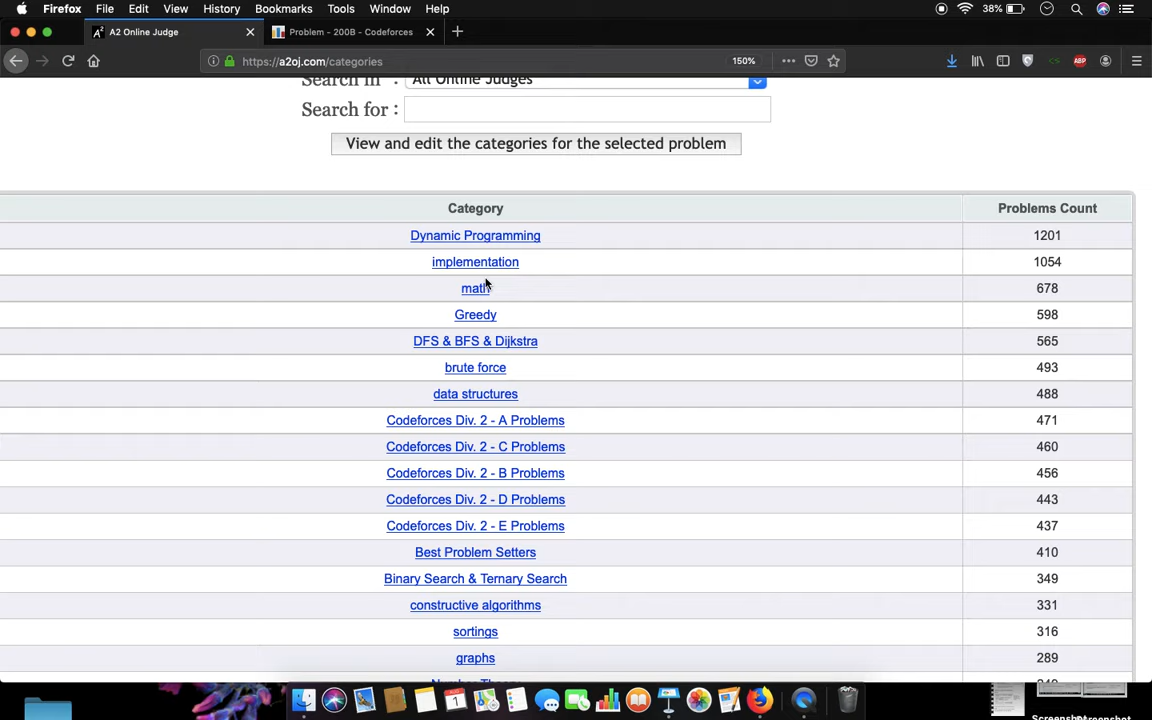 Firefox File Edit View History Bookmarks Tools Window Help 38%
A2 Online Judge Problem - 200B - Codeforces
https://a2oj.com/categories 150%
Search in : All Online Judges
Search for :
View and edit the categories for the selected problem
Category Problems Count
Dynamic Programming 1201
implementation 1054
math 678
Greedy 598
DFS & BFS & Dijkstra 565
brute force 493
data structures 488
Codeforces Div. 2 - A Problems 471
Codeforces Div. 2 - C Problems 460
Codeforces Div. 2 - B Problems 456
Codeforces Div. 2 - D Problems 443
Codeforces Div. 2 - E Problems 437
Best Problem Setters 410
Binary Search & Ternary Search 349
constructive algorithms 331
sortings 316
graphs 289